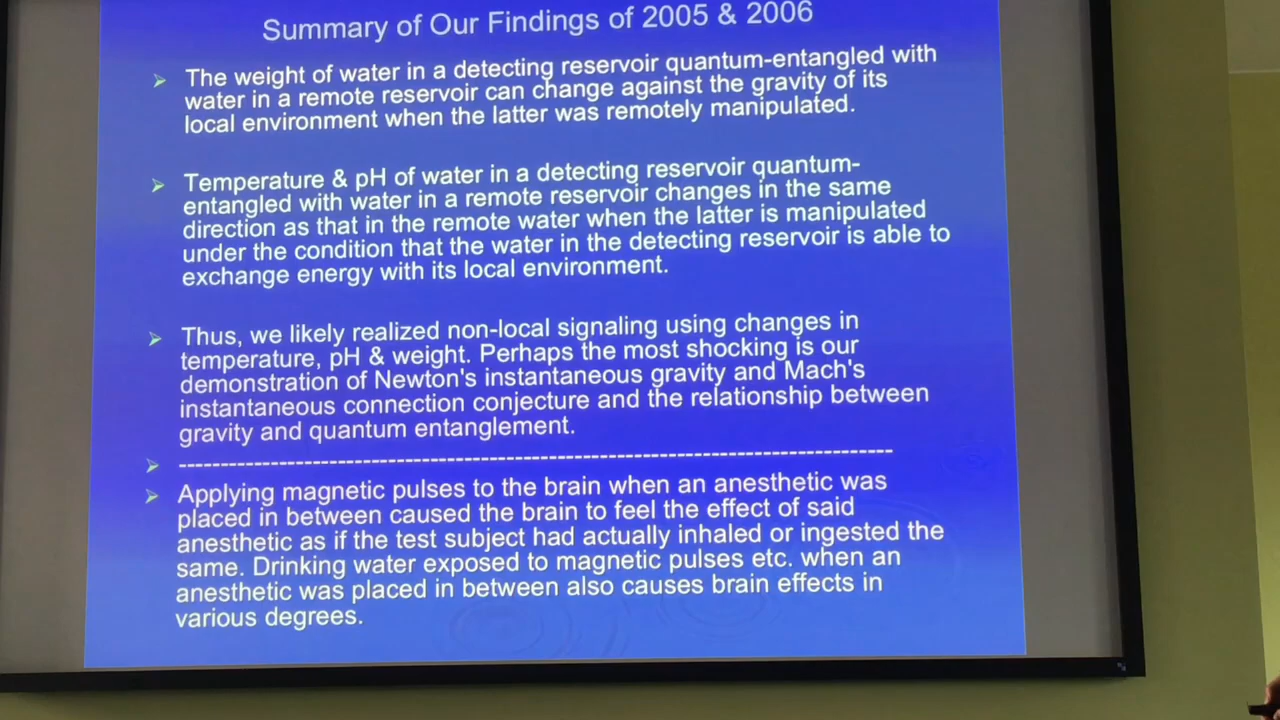 Summary of Our Findings of 2005 & 2006
The weight of water in a detecting reservoir quantum-entangled with
water in a remote reservoir can change against the gravity of its
local environment when the latter was remotely manipulated.
Temperature & pH of water in a detecting reservoir quantum-
entangled with water in a remote reservoir changes in the same
direction as that in the remote water when the latter is manipulated
under the condition that the water in the detecting reservoir is able to
exchange energy with its local environment.
Thus, we likely realized non-local signaling using changes in
temperature, pH & weight. Perhaps the most shocking is our
demonstration of Newton's instantaneous gravity and Mach's
instantaneous connection conjecture and the relationship between
gravity and quantum entanglement.
-------------------------------------------------------------------------------------
Applying magnetic pulses to the brain when an anesthetic was
placed in between caused the brain to feel the effect of said
anesthetic as if the test subject had actually inhaled or ingested the
same. Drinking water exposed to magnetic pulses etc. when an
anesthetic was placed in between also causes brain effects in
various degrees.